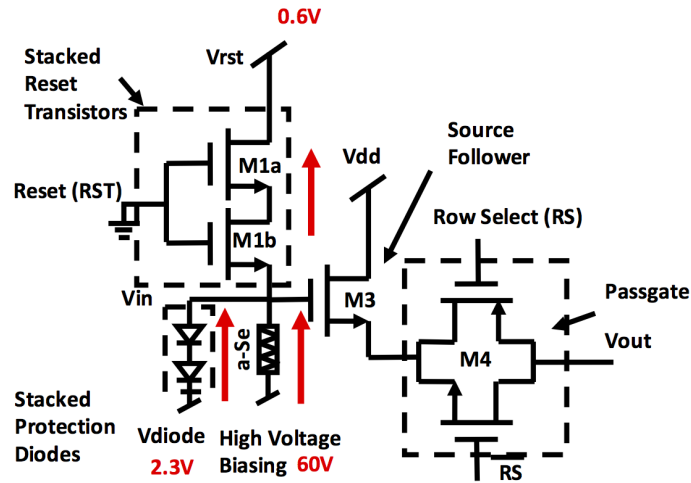 0.6V
Vrst
Stacked
Reset
Transistors
Source
Follower
Vdd
M1a
Reset (RST)
Row Select (RS)
M1b
Vin
M3
Passgate
a-Se
M4
Vout
Stacked
Protection
Diodes
Vdiode
2.3V
High Voltage
Biasing 60V
R̅S̅